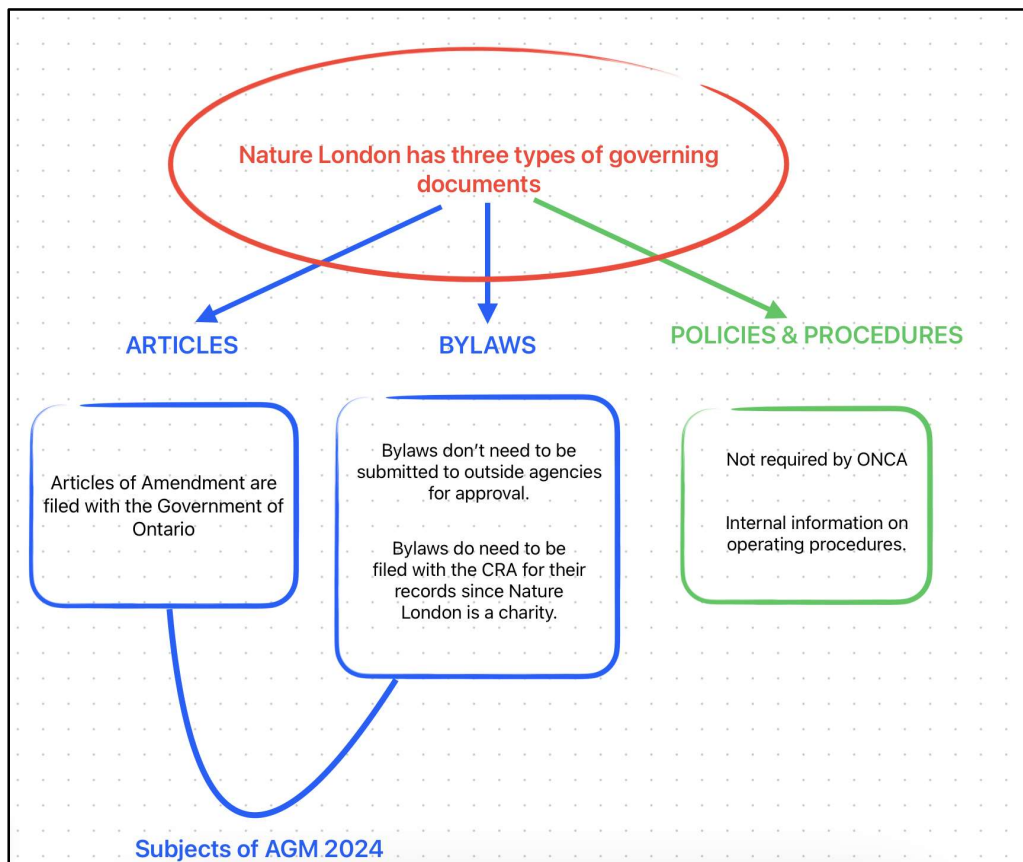 Nature London has three types of governing
documents
ARTICLES
BYLAWS
POLICIES & PROCEDURES
Articles of Amendment are
filed with the Government of
Ontario
Bylaws don't need to be
submitted to outside agencies
for approval.
Bylaws do need to be
filed with the CRA for their
records since Nature
London is a charity.
Not required by ONCA
Internal information on
operating procedures.
Subjects of AGM 2024